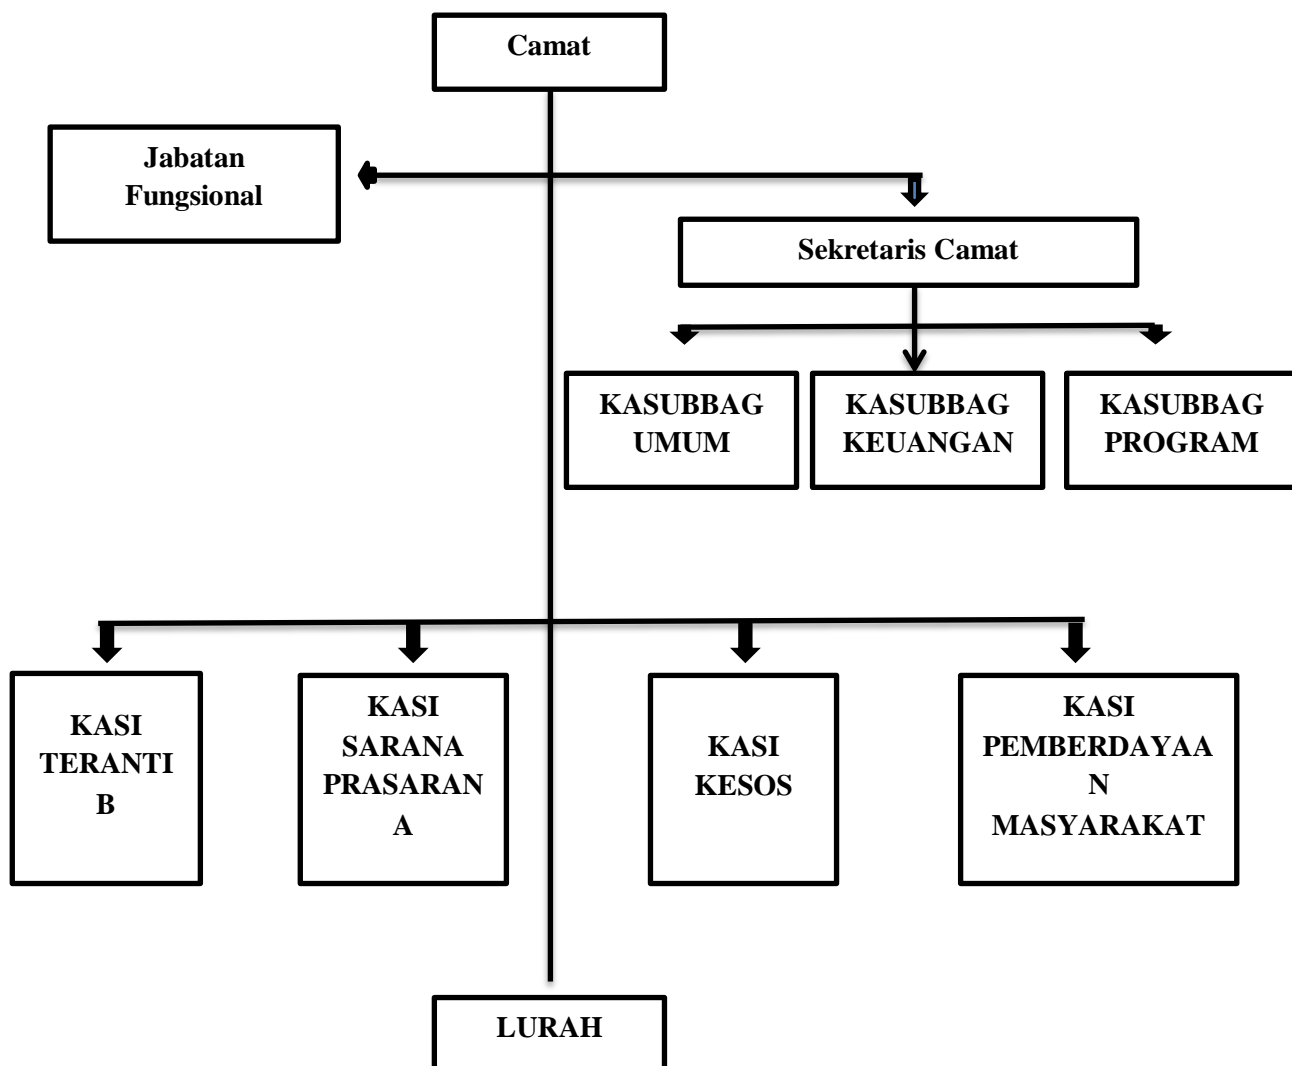 Camat
Jabatan
Fungsional
Sekretaris Camat
KASUBBAG
UMUM
KASUBBAG
KEUANGAN
KASUBBAG
PROGRAM
KASI
TERANTI
B
KASI
SARANA
PRASARAN
A
KASI
KESOS
KASI
PEMBERDAYAA
N
MASYARAKAT
LURAH